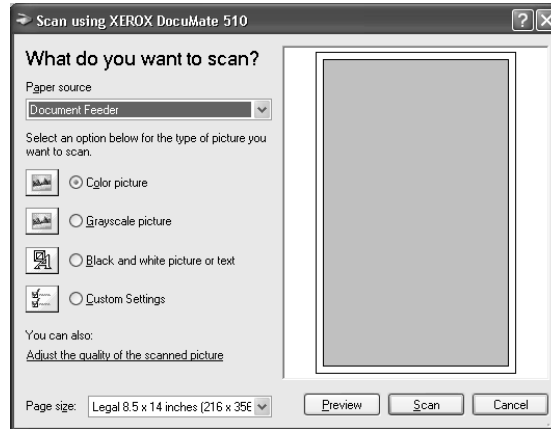 Scan using XEROX DocuMate 510
What do you want to scan?
Paper source
Document Feeder
Select an option below for the type of picture you
want to scan.
Color picture
Grayscale picture
Black and white picture or text
Custom Settings
You can also:
Adjust the quality of the scanned picture
Page size: Legal 8.5 x 14 inches (216 x 356
Preview Scan Cancel